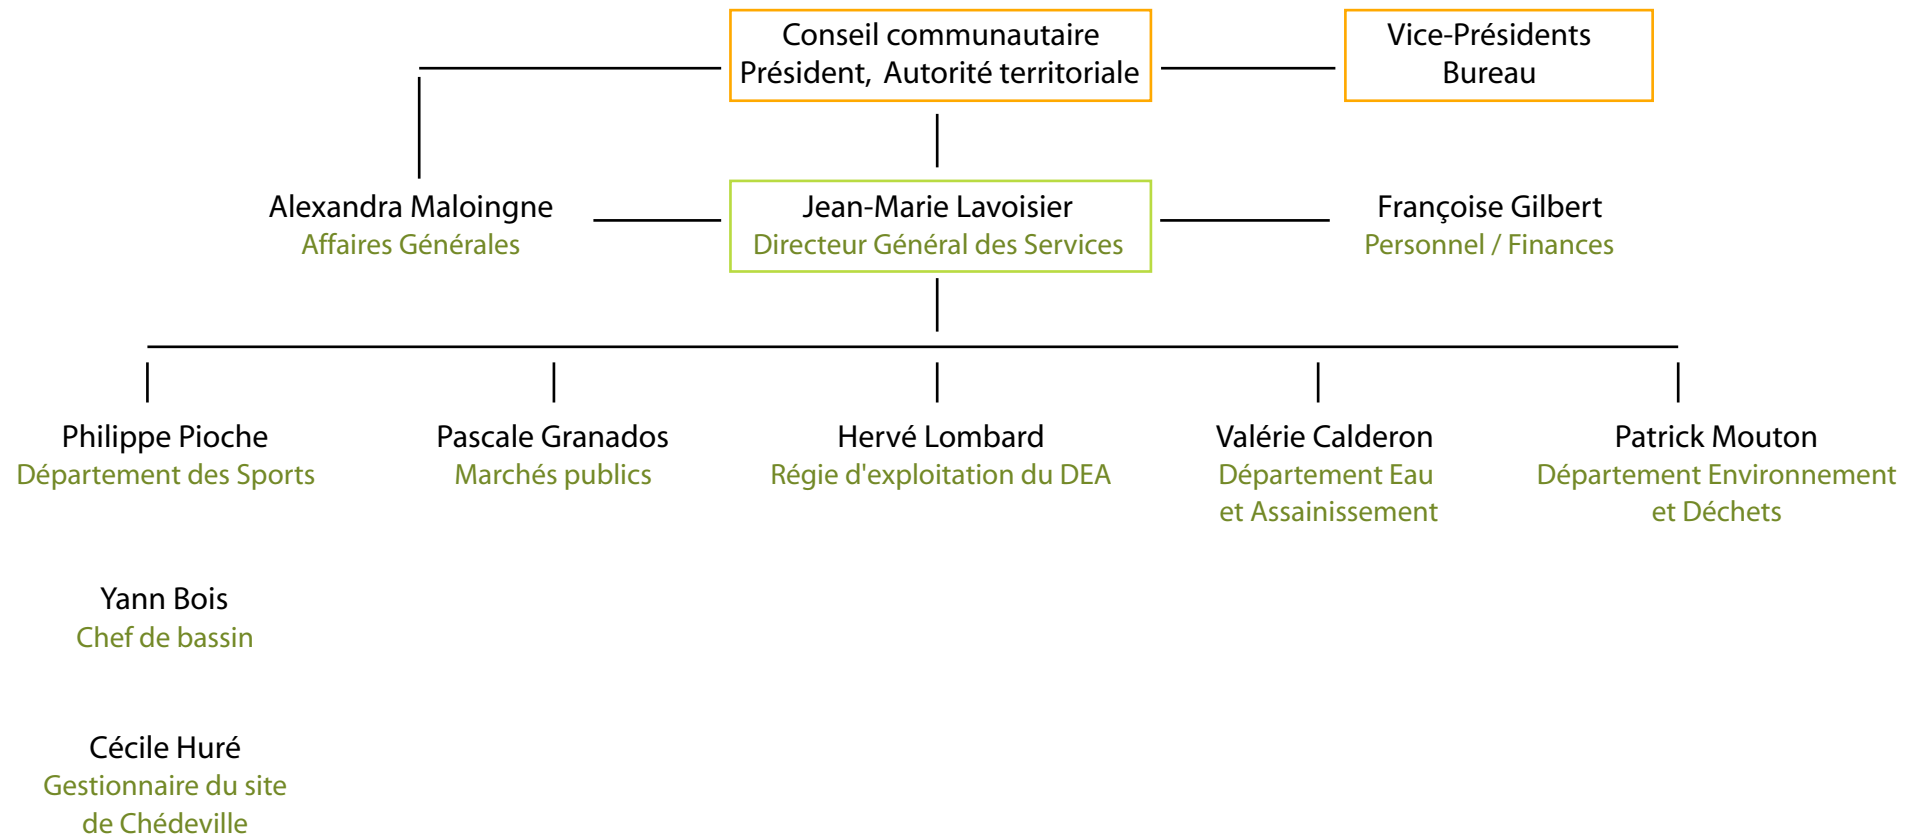 Conseil communautaire
Président, Autorité territoriale
Vice-Présidents
Bureau
Alexandra Maloingne
Affaires Générales
Jean-Marie Lavoisier
Directeur Général des Services
Françoise Gilbert
Personnel / Finances
Philippe Pioche
Département des Sports
Pascale Granados
Marchés publics
Hervé Lombard
Régie d'exploitation du DEA
Valérie Calderon
Département Eau
et Assainissement
Patrick Mouton
Département Environnement
et Déchets
Yann Bois
Chef de bassin
Cécile Huré
Gestionnaire du site
de Chédeville